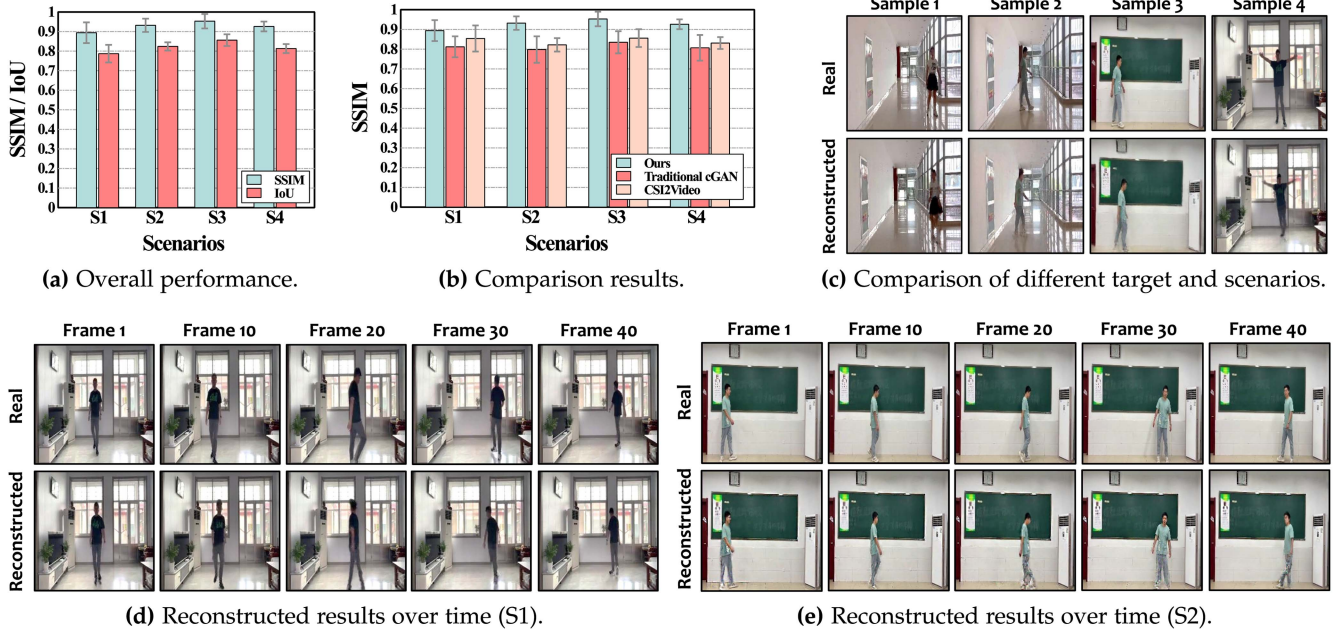 SSIM / IoU
1
0.9
0.8
0.7
0.6
0.5
0.4
0.3
0.2
0.1
0
SSIM
IoU
S1 S2 S3 S4
Scenarios
(a) Overall performance.
SSIM
1
0.9
0.8
0.7
0.6
0.5
0.4
0.3
0.2
0.1
0
Ours
Traditional cGAN
CSI2Video
S1 S2 S3 S4
Scenarios
(b) Comparison results.
Sample 1 Sample 2 Sample 3 Sample 4
Real
Reconstructed
(c) Comparison of different target and scenarios.
Frame 1 Frame 10 Frame 20 Frame 30 Frame 40
Real
Reconstructed
(d) Reconstructed results over time (S1).
Frame 1 Frame 10 Frame 20 Frame 30 Frame 40
Real
Reconstructed
(e) Reconstructed results over time (S2).